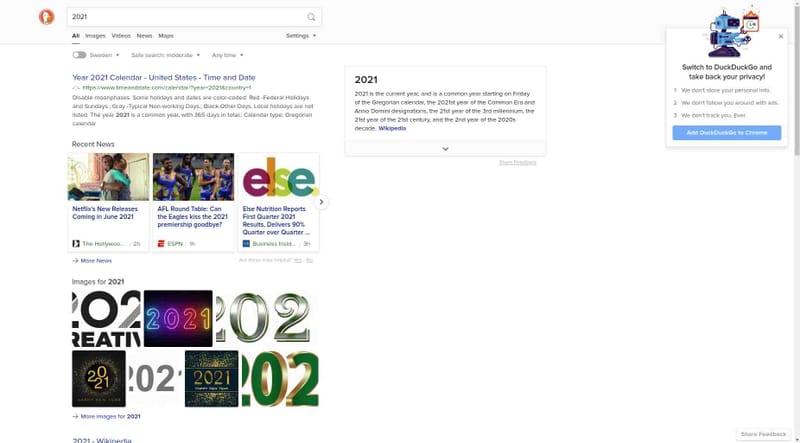 2021
All Images Videos News Maps Settings
Sweden Safe search: moderate Any time
Year 2021 Calendar - United States - Time and Date
https://www.timeanddate.com/calendar/?year=2021&country=1
Disable moonphases. Some holidays and dates are color-coded: Red -Federal Holidays
and Sundays.; Gray -Typical Non-working Days.; Black-Other Days. Local holidays are not
listed. The year 2021 is a common year, with 365 days in total.; Calendar type: Gregorian
calendar
Recent News
else
Netflix's New Releases
Coming in June 2021
The Hollywoo... 2h
AFL Round Table: Can
the Eagles kiss the 2021
premiership goodbye?
ESPN 1h
Else Nutrition Reports
First Quarter 2021
Results, Delivers 90%
Quarter over Quarter ...
Business Insid... 3h
More News
Are these links helpful? Yes No
Images for 2021
202
REATIV
2021
202
2021
2021
2021
202
More Images for 2021
2021 - Wikipedia
2021
2021 is the current year, and is a common year starting on Friday
of the Gregorian calendar, the 2021st year of the Common Era and
Anno Domini designations, the 21st year of the 3rd millennium, the
21st year of the 21st century, and the 2nd year of the 2020s
decade. Wikipedia
Share Feedback
Switch to DuckDuckGo and
take back your privacy!
1 We don't store your personal info.
2 We don't follow you around with ads.
3 We don't track you. Ever.
Add DuckDuckGo to Chrome
Share Feedback